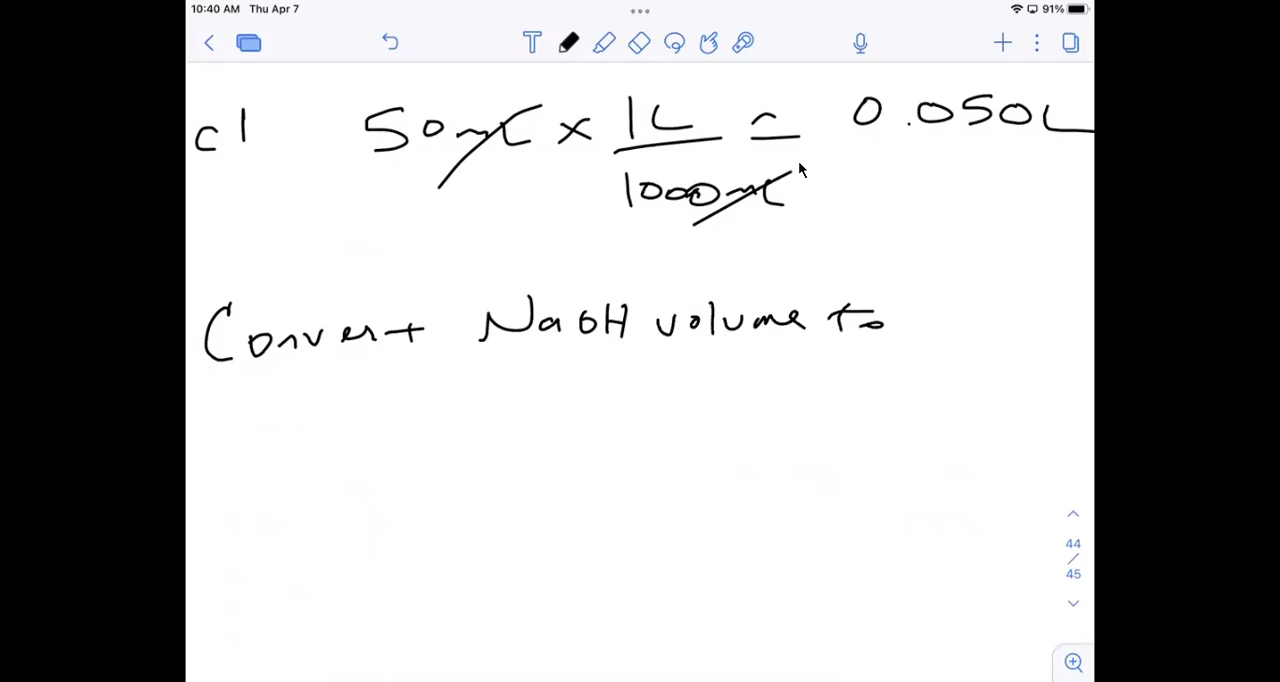 10:40 AM Thu Apr 7
91%
T
cl 50mL x 1L = 0.050L
1000mL
Convert NaOH volume to
44
/
45